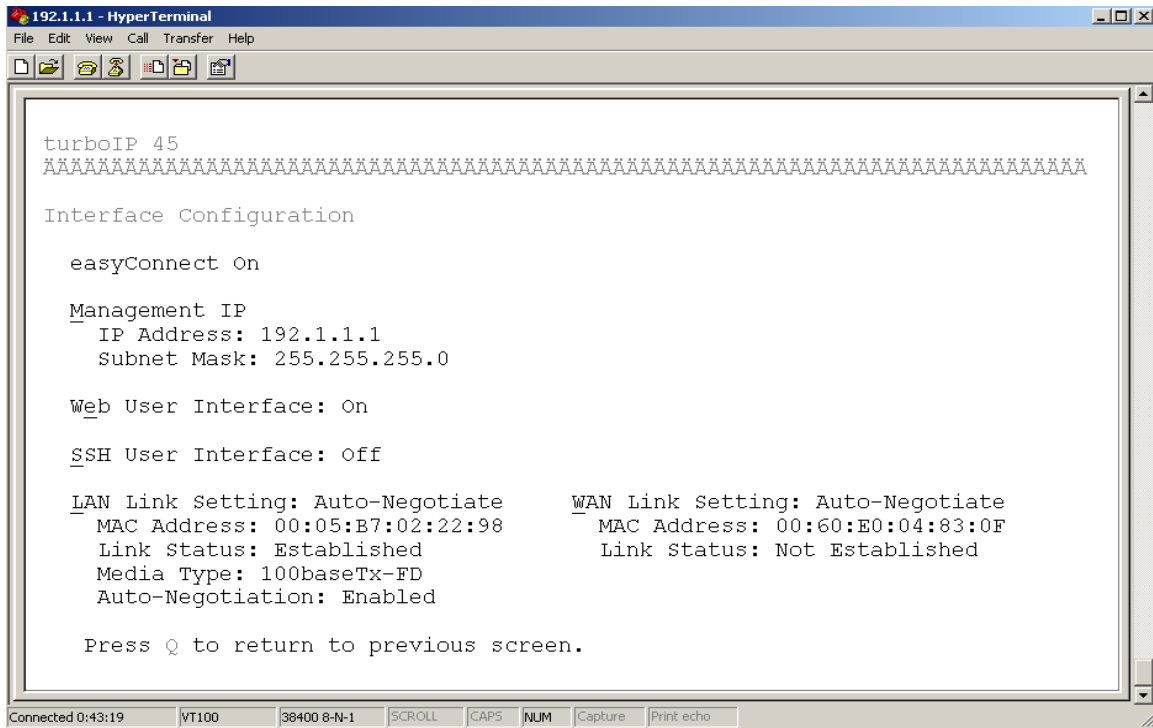 192.1.1.1 - HyperTerminal
File Edit View Call Transfer Help
turboIP 45
ÄÄÄÄÄÄÄÄÄÄÄÄÄÄÄÄÄÄÄÄÄÄÄÄÄÄÄÄÄÄÄÄÄÄÄÄÄÄÄÄÄÄÄÄÄÄÄÄÄÄÄÄÄÄÄÄÄÄÄÄÄÄÄÄÄÄÄÄÄÄÄÄÄÄÄÄÄ
Interface Configuration
easyConnect On
Management IP
IP Address: 192.1.1.1
Subnet Mask: 255.255.255.0
Web User Interface: On
SSH User Interface: Off
LAN Link Setting: Auto-Negotiate WAN Link Setting: Auto-Negotiate
MAC Address: 00:05:B7:02:22:98 MAC Address: 00:60:E0:04:83:0F
Link Status: Established Link Status: Not Established
Media Type: 100baseTx-FD
Auto-Negotiation: Enabled
Press Q to return to previous screen.
Connected 0:43:19 VT100 38400 8-N-1 SCROLL CAPS NUM Capture Print echo